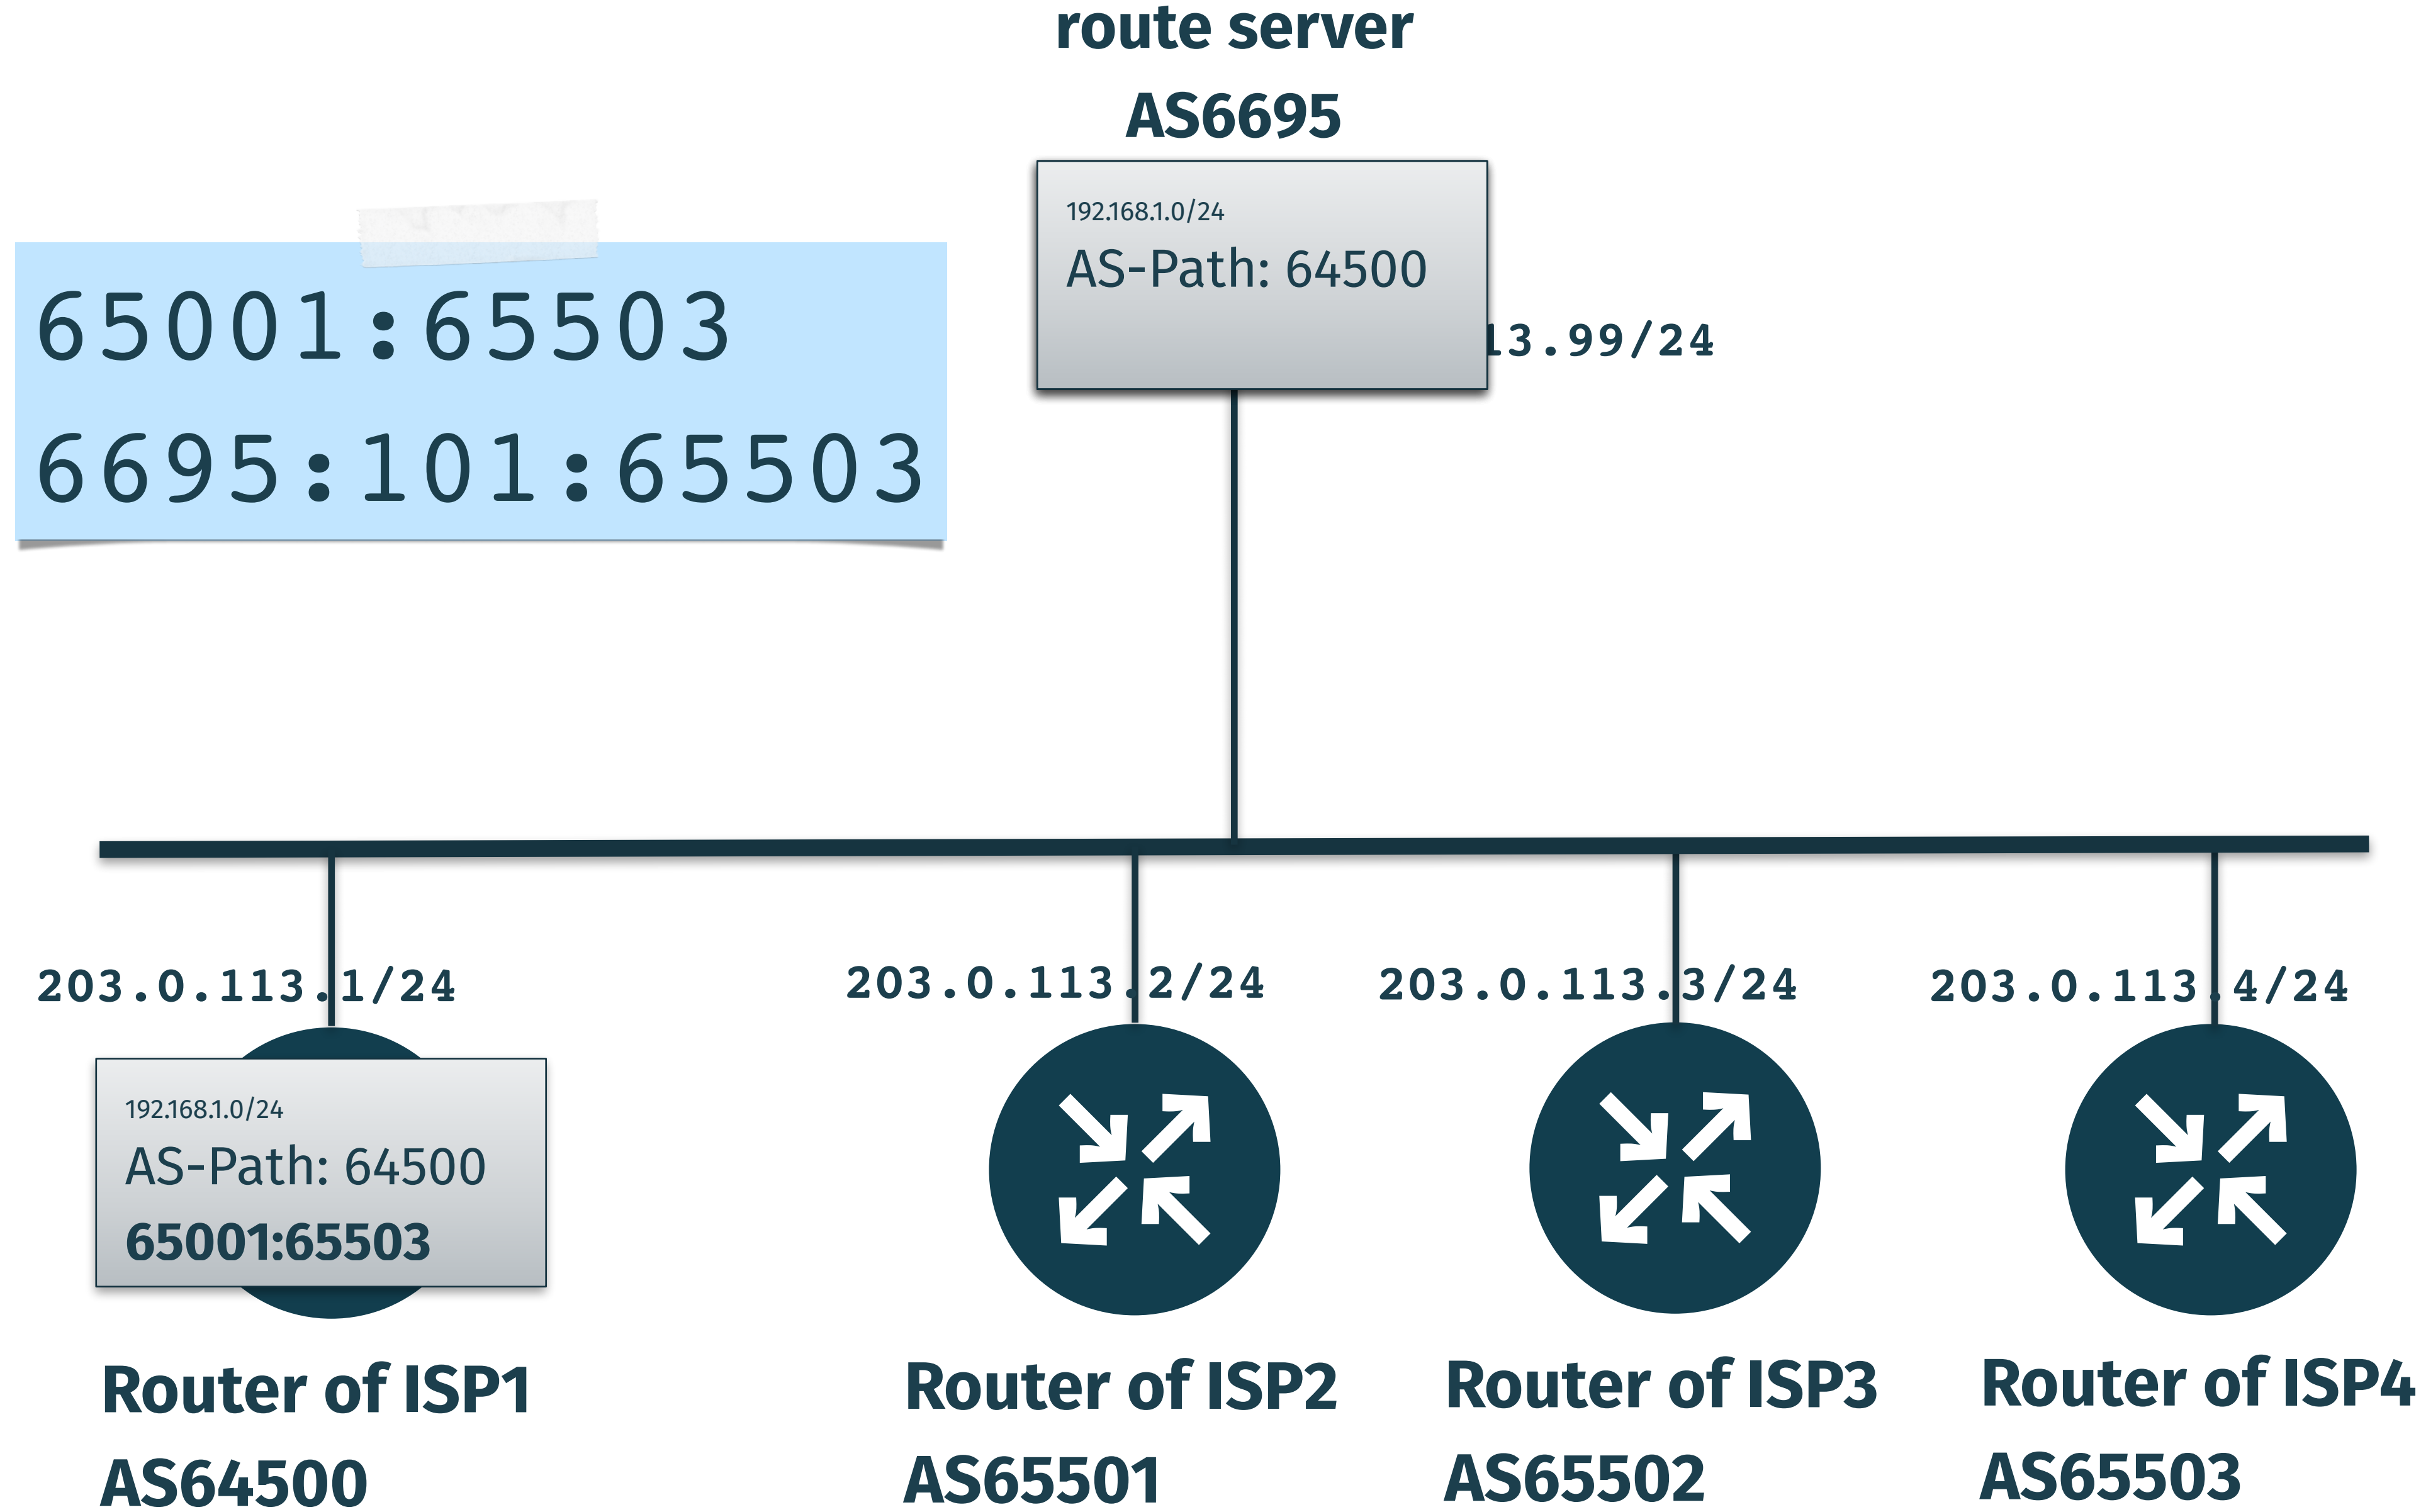 route server
AS6695
192.168.1.0/24
AS-Path: 64500
13.99/24
65001:65503
6695:101:65503
203.0.113.1/24
203.0.113.2/24
203.0.113.3/24
203.0.113.4/24
192.168.1.0/24
AS-Path: 64500
65001:65503
Router of ISP1
AS64500
Router of ISP2
AS65501
Router of ISP3
AS65502
Router of ISP4
AS65503